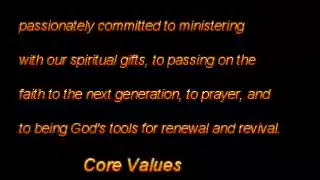 passionately committed to ministering
with our spiritual gifts, to passing on the
faith to the next generation, to prayer, and
to being God's tools for renewal and revival.
Core Values